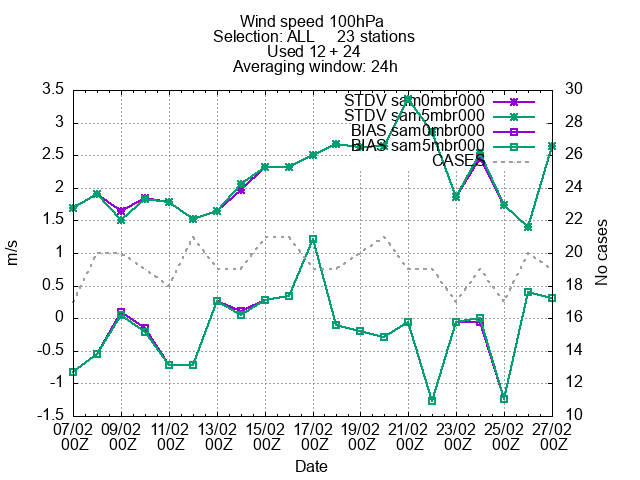 Wind speed 100hPa
Selection: ALL 23 stations
Used 12 + 24
Averaging window: 24h
3.5
3
2.5
2
1.5
1
0.5
0
-0.5
-1
-1.5
m/s
STDV sam0mbr000
STDV sam5mbr000
BIAS sam0mbr000
BIAS sam5mbr000
CASES
30
28
26
24
22
20
18
16
14
12
10
No cases
07/02 09/02 11/02 13/02 15/02 17/02 19/02 21/02 23/02 25/02 27/02
00Z 00Z 00Z 00Z 00Z 00Z 00Z 00Z 00Z 00Z 00Z
Date